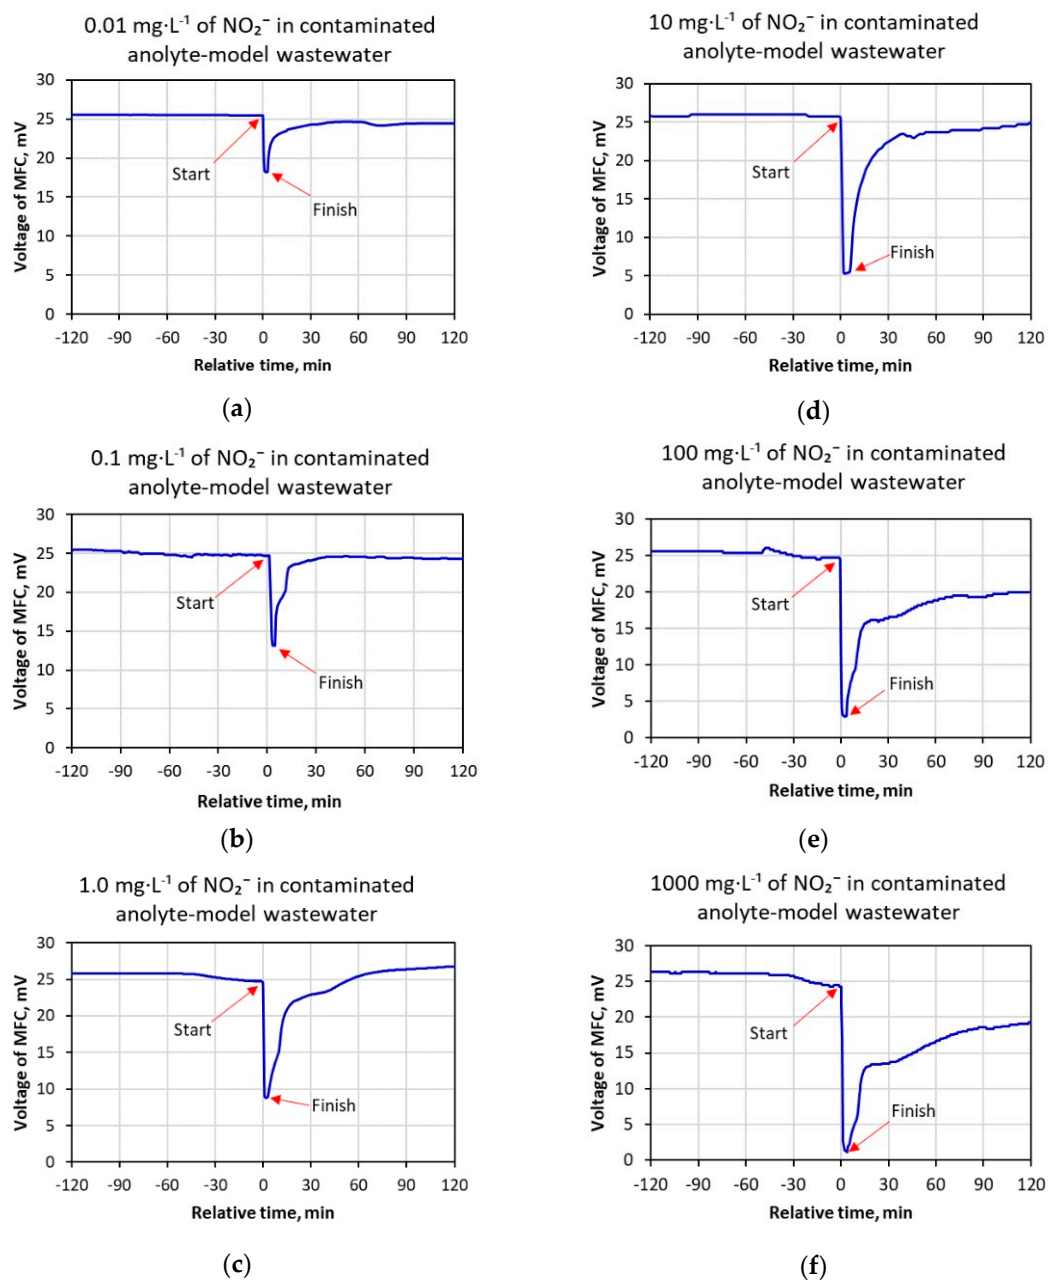 0.01 mg·L⁻¹ of NO₂⁻ in contaminated
anolyte-model wastewater
30
25
20
15
10
5
0
Voltage of MFC, mV
Start
Finish
-120 -90 -60 -30 0 30 60 90 120
Relative time, min
(a)
10 mg·L⁻¹ of NO₂⁻ in contaminated
anolyte-model wastewater
30
25
20
15
10
5
0
Voltage of MFC, mV
Start
Finish
-120 -90 -60 -30 0 30 60 90 120
Relative time, min
(d)
0.1 mg·L⁻¹ of NO₂⁻ in contaminated
anolyte-model wastewater
30
25
20
15
10
5
0
Voltage of MFC, mV
Start
Finish
-120 -90 -60 -30 0 30 60 90 120
Relative time, min
(b)
100 mg·L⁻¹ of NO₂⁻ in contaminated
anolyte-model wastewater
30
25
20
15
10
5
0
Voltage of MFC, mV
Start
Finish
-120 -90 -60 -30 0 30 60 90 120
Relative time, min
(e)
1.0 mg·L⁻¹ of NO₂⁻ in contaminated
anolyte-model wastewater
30
25
20
15
10
5
0
Voltage of MFC, mV
Start
Finish
-120 -90 -60 -30 0 30 60 90 120
Relative time, min
(c)
1000 mg·L⁻¹ of NO₂⁻ in contaminated
anolyte-model wastewater
30
25
20
15
10
5
0
Voltage of MFC, mV
Start
Finish
-120 -90 -60 -30 0 30 60 90 120
Relative time, min
(f)